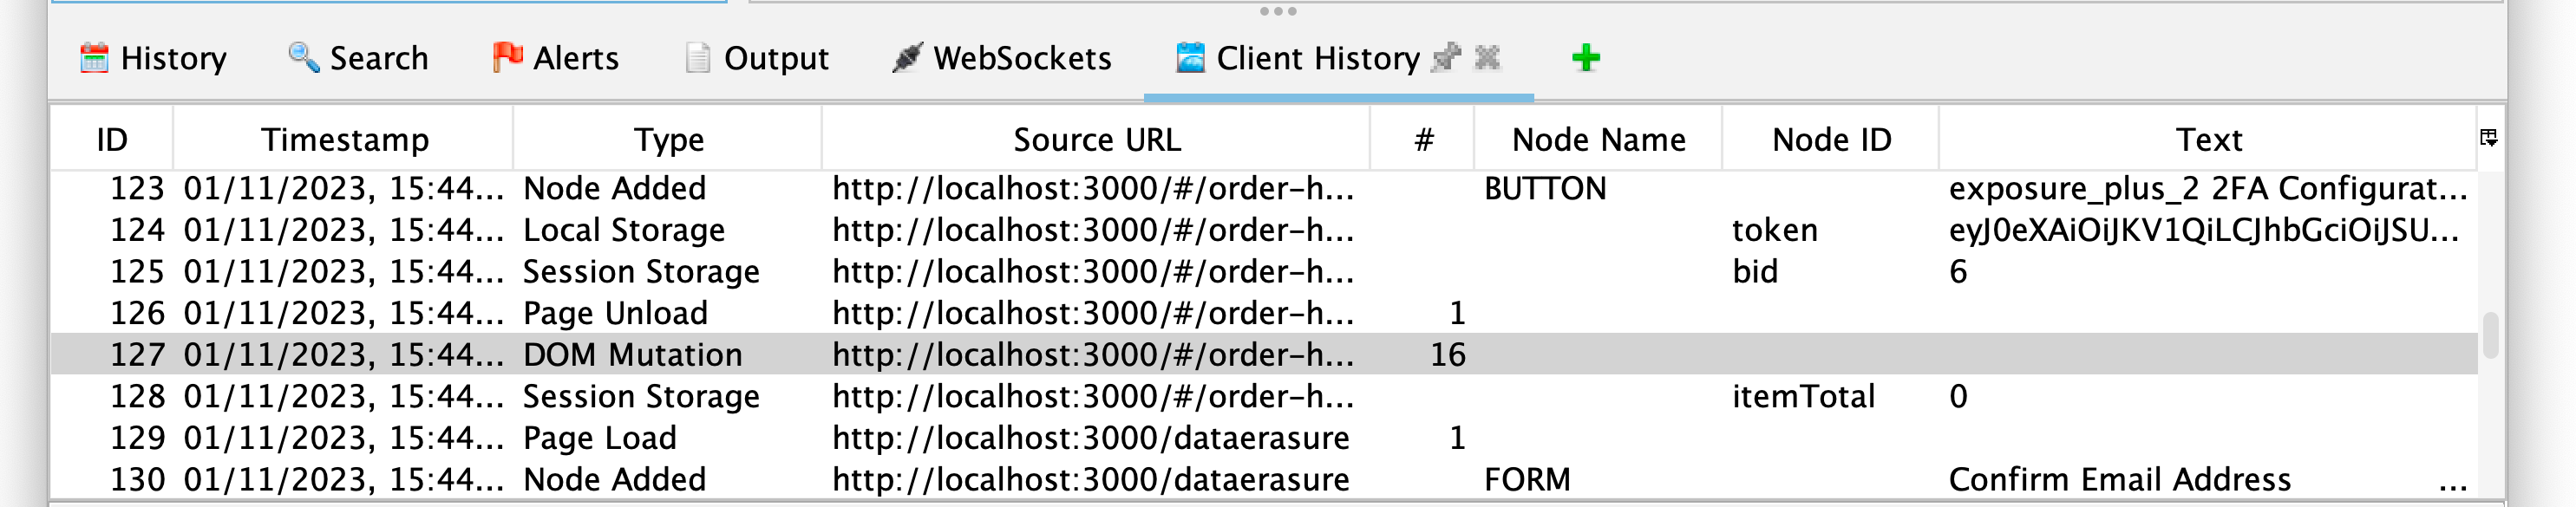 History Search Alerts Output WebSockets Client History
ID Timestamp Type Source URL # Node Name Node ID Text
123 01/11/2023, 15:44... Node Added http://localhost:3000/#/order-h... BUTTON exposure_plus_2 2FA Configurat...
124 01/11/2023, 15:44... Local Storage http://localhost:3000/#/order-h... token eyJ0eXAiOiJKV1QiLCJhbGciOiJSU...
125 01/11/2023, 15:44... Session Storage http://localhost:3000/#/order-h... bid 6
126 01/11/2023, 15:44... Page Unload http://localhost:3000/#/order-h... 1
127 01/11/2023, 15:44... DOM Mutation http://localhost:3000/#/order-h... 16
128 01/11/2023, 15:44... Session Storage http://localhost:3000/#/order-h... itemTotal 0
129 01/11/2023, 15:44... Page Load http://localhost:3000/dataerasure 1
130 01/11/2023, 15:44... Node Added http://localhost:3000/dataerasure FORM Confirm Email Address ...